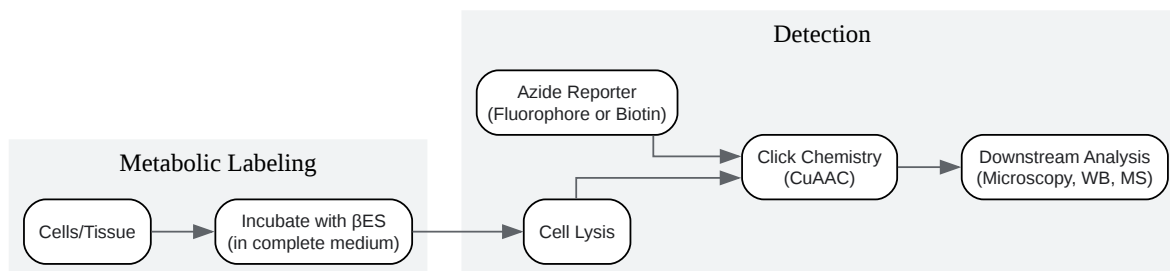 Metabolic Labeling
Cells/Tissue
Incubate with βES
(in complete medium)
Detection
Azide Reporter
(Fluorophore or Biotin)
Cell Lysis
Click Chemistry
(CuAAC)
Downstream Analysis
(Microscopy, WB, MS)